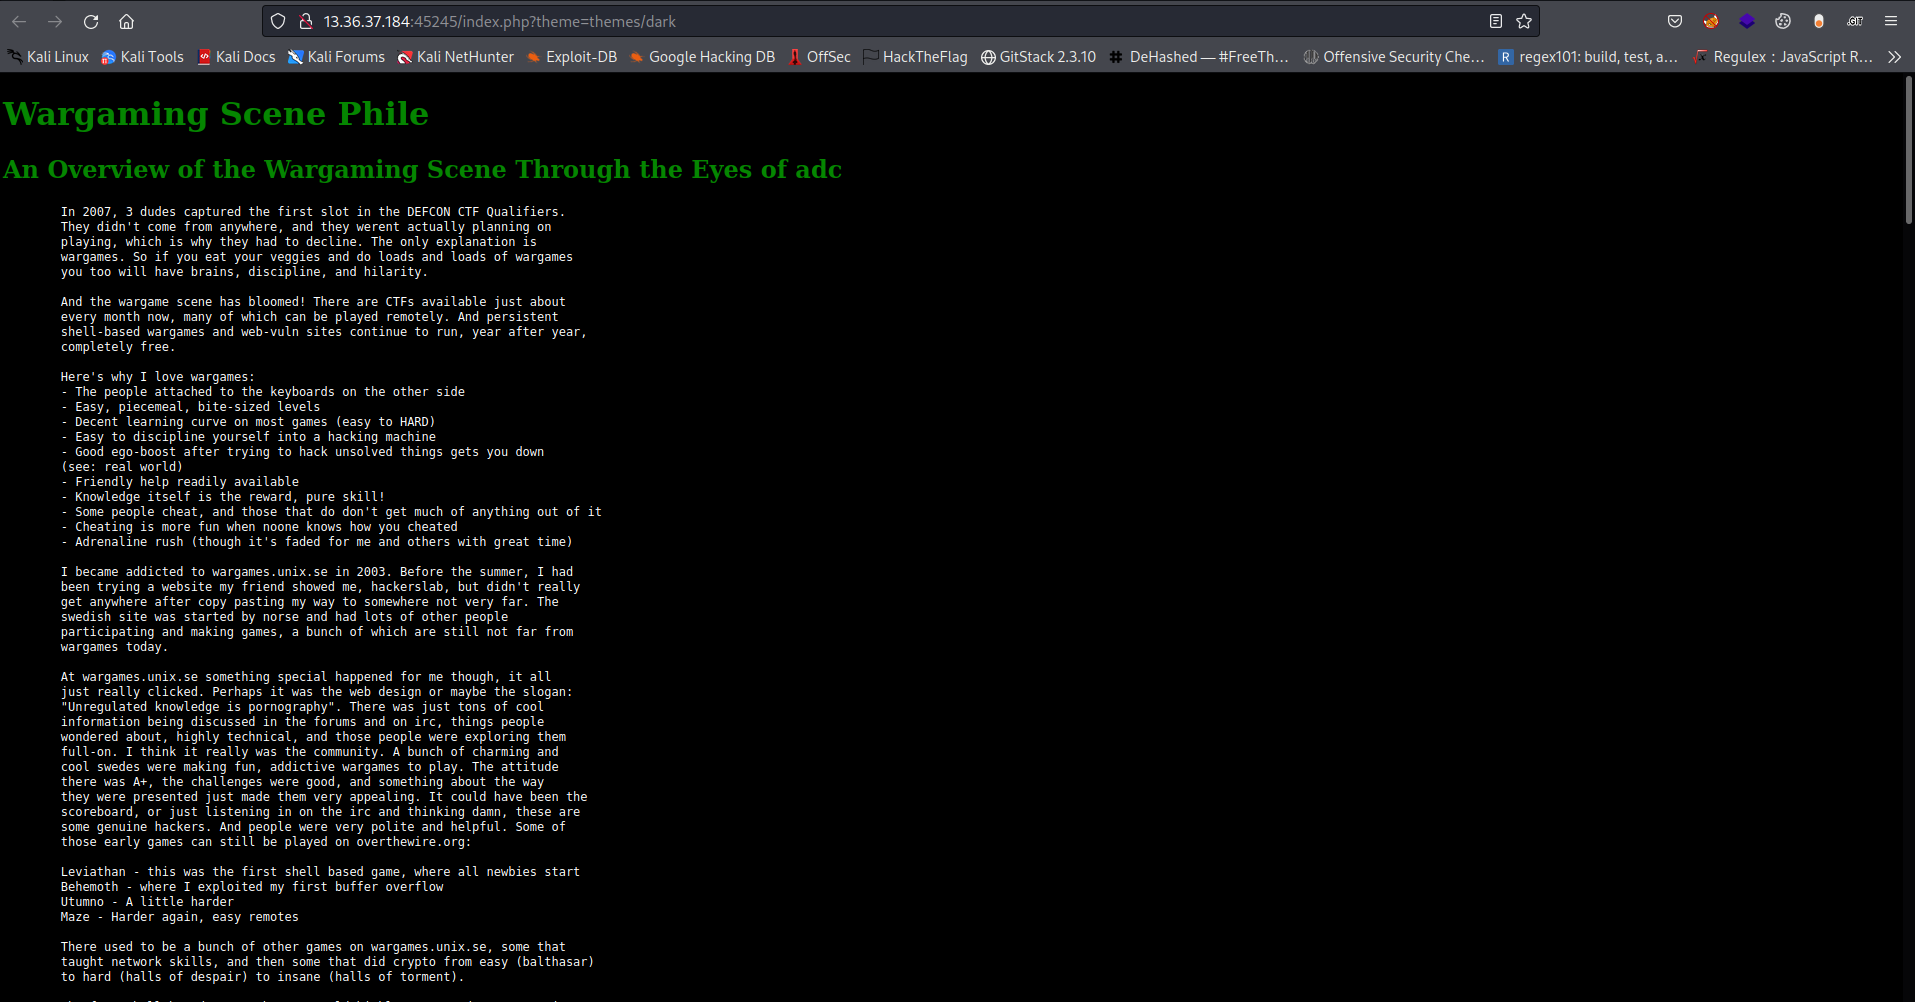 13.36.37.184:45245/index.php?theme=themes/dark
Kali Linux Kali Tools Kali Docs Kali Forums Kali NetHunter Exploit-DB Google Hacking DB OffSec HackTheFlag GitStack 2.3.10 DeHashed — #FreeTh… Offensive Security Che… regex101: build, test, a… Regulex : JavaScript R…
Wargaming Scene Phile
An Overview of the Wargaming Scene Through the Eyes of adc
In 2007, 3 dudes captured the first slot in the DEFCON CTF Qualifiers.
They didn't come from anywhere, and they werent actually planning on
playing, which is why they had to decline. The only explanation is
wargames. So if you eat your veggies and do loads and loads of wargames
you too will have brains, discipline, and hilarity.
And the wargame scene has bloomed! There are CTFs available just about
every month now, many of which can be played remotely. And persistent
shell-based wargames and web-vuln sites continue to run, year after year,
completely free.
Here's why I love wargames:
- The people attached to the keyboards on the other side
- Easy, piecemeal, bite-sized levels
- Decent learning curve on most games (easy to HARD)
- Easy to discipline yourself into a hacking machine
- Good ego-boost after trying to hack unsolved things gets you down
(see: real world)
- Friendly help readily available
- Knowledge itself is the reward, pure skill!
- Some people cheat, and those that do don't get much of anything out of it
- Cheating is more fun when noone knows how you cheated
- Adrenaline rush (though it's faded for me and others with great time)
I became addicted to wargames.unix.se in 2003. Before the summer, I had
been trying a website my friend showed me, hackerslab, but didn't really
get anywhere after copy pasting my way to somewhere not very far. The
swedish site was started by norse and had lots of other people
participating and making games, a bunch of which are still not far from
wargames today.
At wargames.unix.se something special happened for me though, it all
just really clicked. Perhaps it was the web design or maybe the slogan:
"Unregulated knowledge is pornography". There was just tons of cool
information being discussed in the forums and on irc, things people
wondered about, highly technical, and those people were exploring them
full-on. I think it really was the community. A bunch of charming and
cool swedes were making fun, addictive wargames to play. The attitude
there was A+, the challenges were good, and something about the way
they were presented just made them very appealing. It could have been the
scoreboard, or just listening in on the irc and thinking damn, these are
some genuine hackers. And people were very polite and helpful. Some of
those early games can still be played on overthewire.org:
Leviathan - this was the first shell based game, where all newbies start
Behemoth - where I exploited my first buffer overflow
Utumno - A little harder
Maze - Harder again, easy remotes
There used to be a bunch of other games on wargames.unix.se, some that
taught network skills, and then some that did crypto from easy (balthasar)
to hard (halls of despair) to insane (halls of torment).